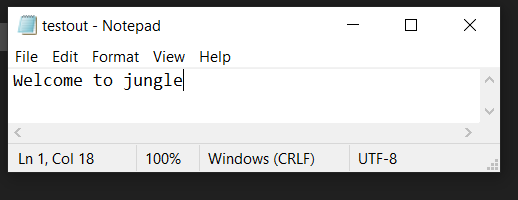 testout - Notepad
File Edit Format View Help
Welcome to jungle
Ln 1, Col 18 100% Windows (CRLF) UTF-8